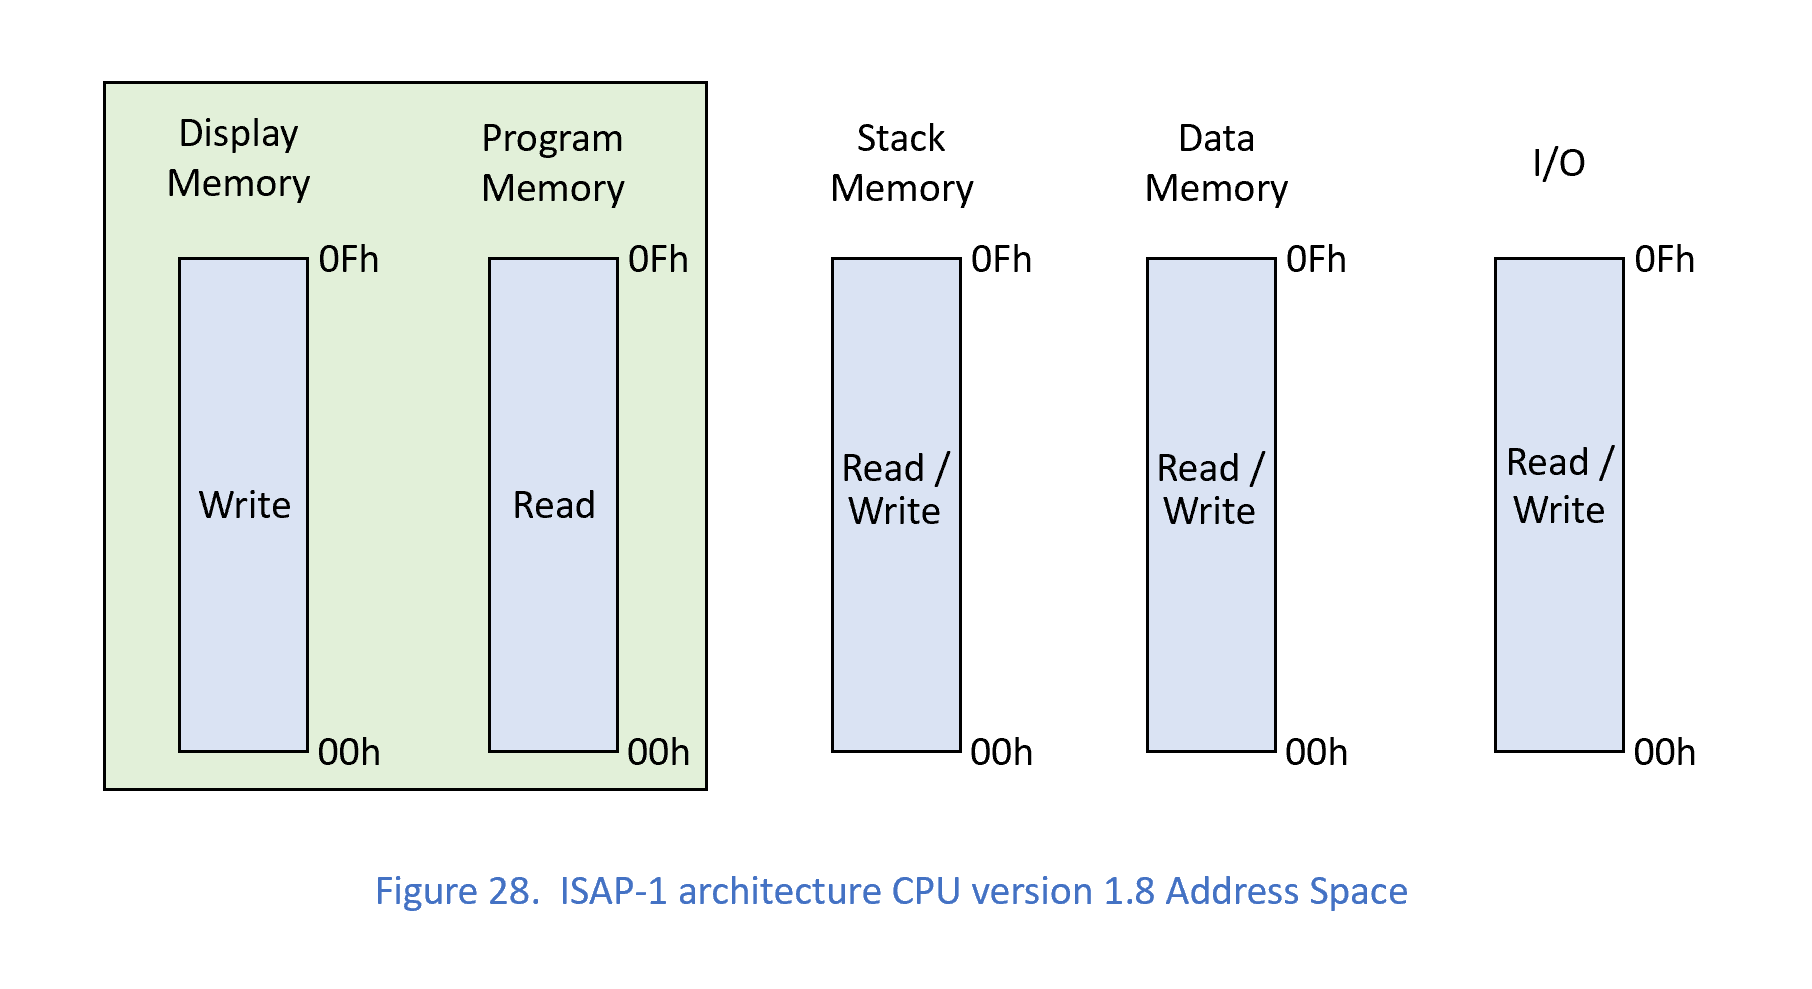 Display
Memory
Program
Memory
Stack
Memory
Data
Memory
I/O
0Fh
0Fh
0Fh
0Fh
0Fh
Write
Read
Read /
Write
Read /
Write
Read /
Write
00h
00h
00h
00h
00h
Figure 28.  ISAP-1 architecture CPU version 1.8 Address Space